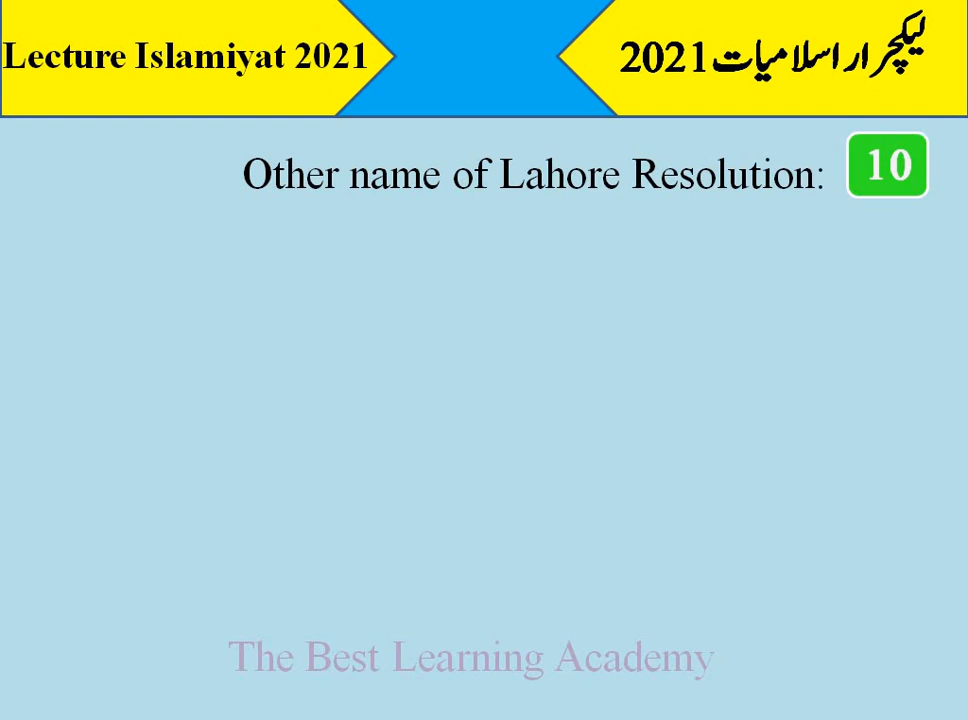 Lecture Islamiyat 2021
لیکچرار اسلامیات 2021
Other name of Lahore Resolution:
10
The Best Learning Academy